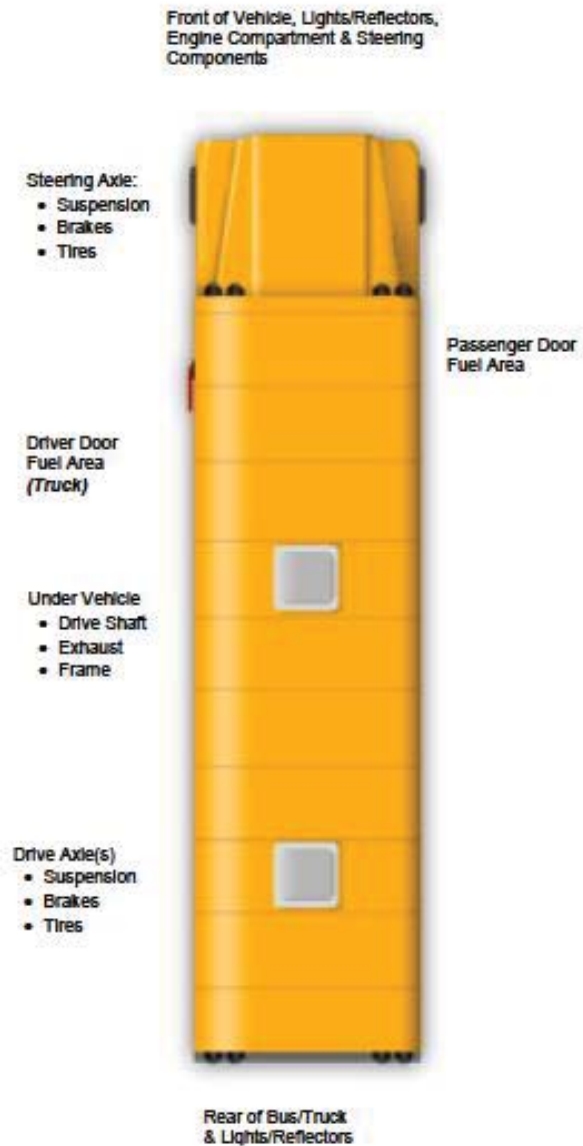 Front of Vehicle, Lights/Reflectors,
Engine Compartment & Steering
Components
Steering Axle:
• Suspension
• Brakes
• Tires
Passenger Door
Fuel Area
Driver Door
Fuel Area
(Truck)
Under Vehicle
• Drive Shaft
• Exhaust
• Frame
Drive Axle(s)
• Suspension
• Brakes
• Tires
Rear of Bus/Truck
& Lights/Reflectors